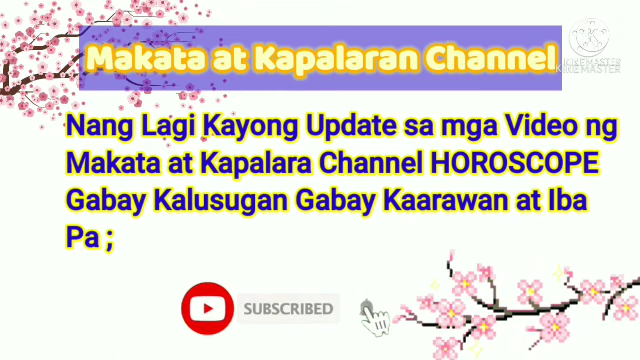 Makata at Kapalaran Channel
KINEMASTER
KINEMASTER
Nang Lagi Kayong Update sa mga Video ng
Makata at Kapalara Channel HOROSCOPE
Gabay Kalusugan Gabay Kaarawan at Iba
Pa ;
SUBSCRIBED